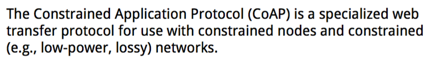 The Constrained Application Protocol (CoAP) is a specialized web
transfer protocol for use with constrained nodes and constrained
(e.g., low-power, lossy) networks.